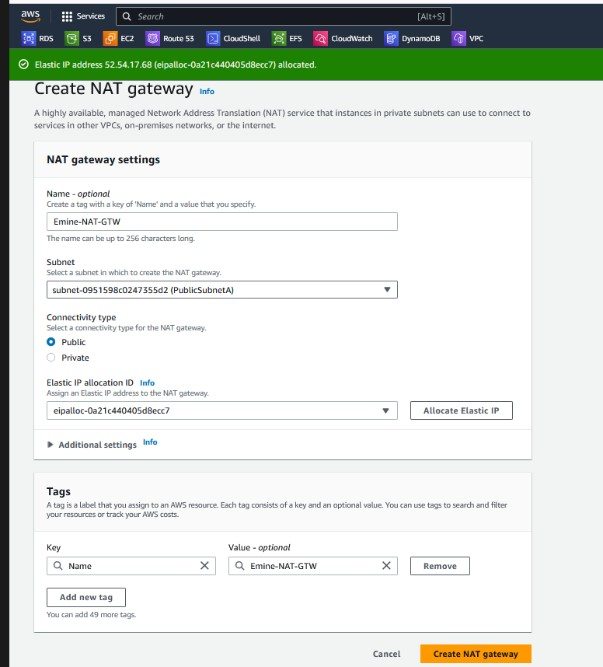 aws
Services
Search
[Alt+S]
RDS
S3
EC2
Route 53
CloudShell
EFS
CloudWatch
DynamoDB
VPC
Elastic IP address 52.54.17.68 (eipalloc-0a21c440405d8ecc7) allocated.
Create NAT gateway Info
A highly available, managed Network Address Translation (NAT) service that instances in private subnets can use to connect to
services in other VPCs, on-premises networks, or the internet.
NAT gateway settings
Name - optional
Create a tag with a key of 'Name' and a value that you specify.
Emine-NAT-GTW
The name can be up to 256 characters long.
Subnet
Select a subnet in which to create the NAT gateway.
subnet-0951598c0247355d2 (PublicSubnetA)
Connectivity type
Select a connectivity type for the NAT gateway.
Public
Private
Elastic IP allocation ID Info
Assign an Elastic IP address to the NAT gateway.
eipalloc-0a21c440405d8ecc7
Allocate Elastic IP
Additional settings Info
Tags
A tag is a label that you assign to an AWS resource. Each tag consists of a key and an optional value. You can use tags to search and filter
your resources or track your AWS costs.
Key
Value - optional
Name
Emine-NAT-GTW
Remove
Add new tag
You can add 49 more tags.
Cancel
Create NAT gateway